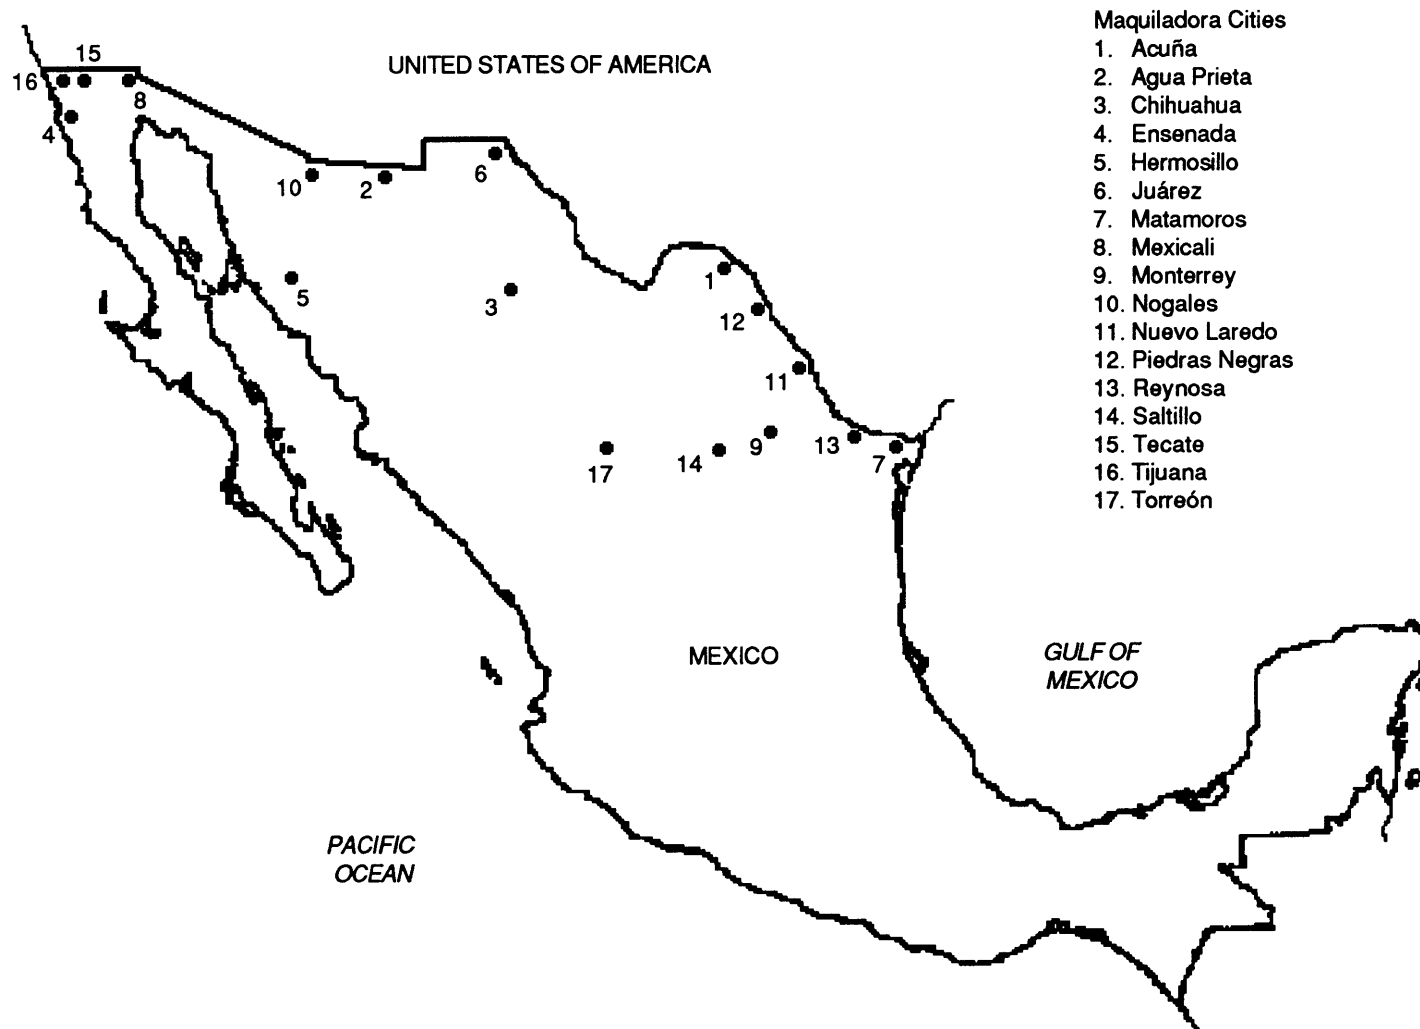 Maquiladora Cities
1. Acuña
2. Agua Prieta
3. Chihuahua
4. Ensenada
5. Hermosillo
6. Juárez
7. Matamoros
8. Mexicali
9. Monterrey
10. Nogales
11. Nuevo Laredo
12. Piedras Negras
13. Reynosa
14. Saltillo
15. Tecate
16. Tijuana
17. Torreón
UNITED STATES OF AMERICA
15
16
8
4
10
2
6
5
3
1
12
11
17
14
9
13
7
MEXICO
GULF OF
MEXICO
PACIFIC
OCEAN